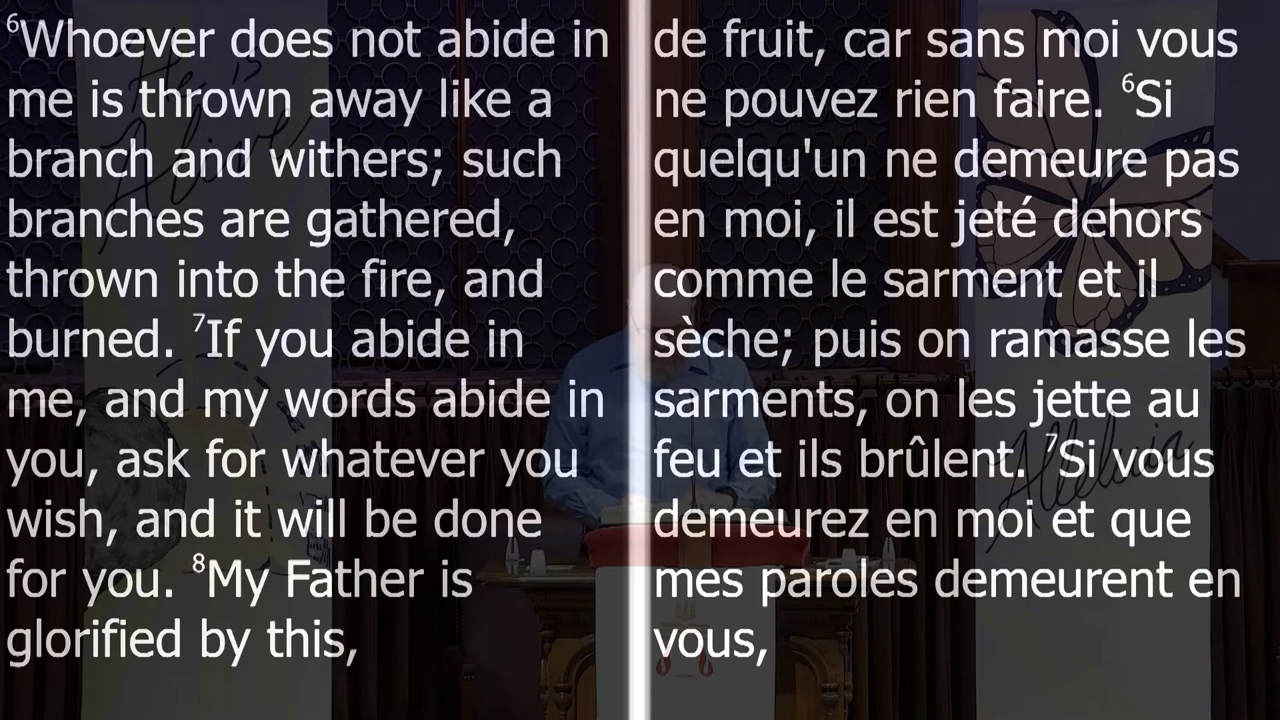 ⁶Whoever does not abide in
me is thrown away like a
branch and withers; such
branches are gathered,
thrown into the fire, and
burned. ⁷If you abide in
me, and my words abide in
you, ask for whatever you
wish, and it will be done
for you. ⁸My Father is
glorified by this,
de fruit, car sans moi vous
ne pouvez rien faire. ⁶Si
quelqu'un ne demeure pas
en moi, il est jeté dehors
comme le sarment et il
sèche; puis on ramasse les
sarments, on les jette au
feu et ils brûlent. ⁷Si vous
demeurez en moi et que
mes paroles demeurent en
vous,
He is
Alive
Alleluia